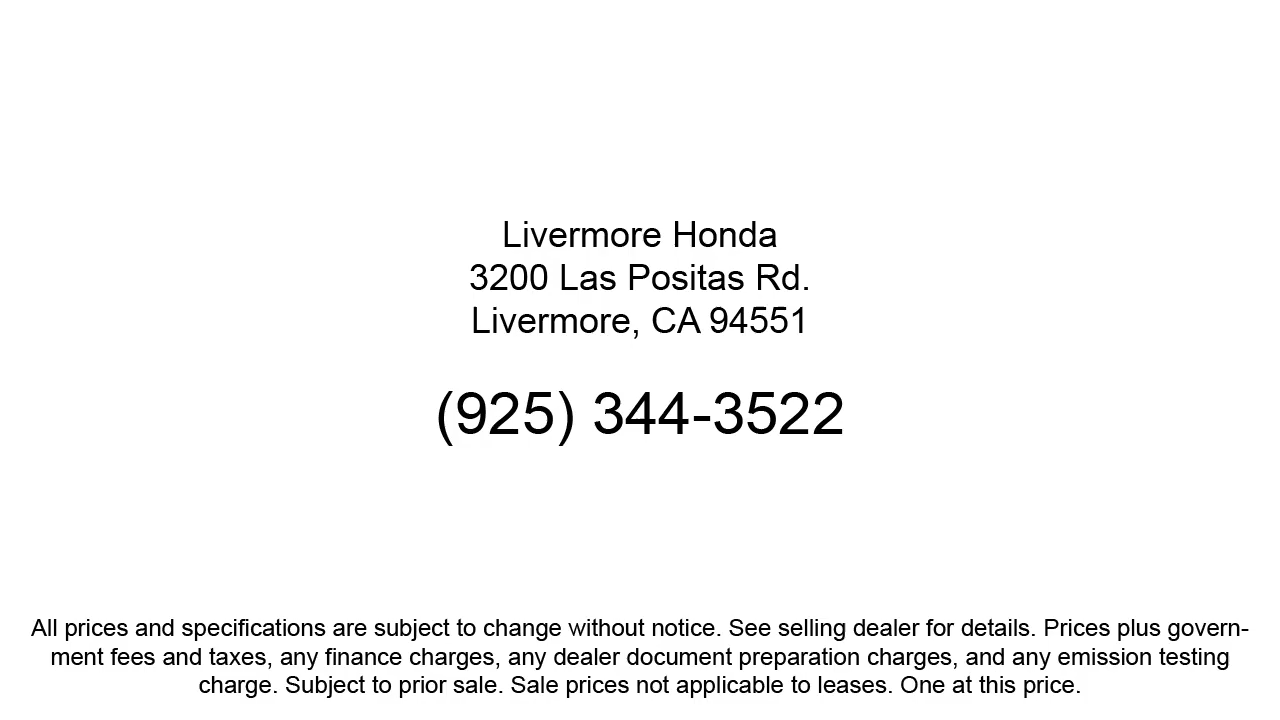 Livermore Honda
3200 Las Positas Rd.
Livermore, CA 94551
(925) 344-3522
All prices and specifications are subject to change without notice. See selling dealer for details. Prices plus govern-
ment fees and taxes, any finance charges, any dealer document preparation charges, and any emission testing
charge. Subject to prior sale. Sale prices not applicable to leases. One at this price.